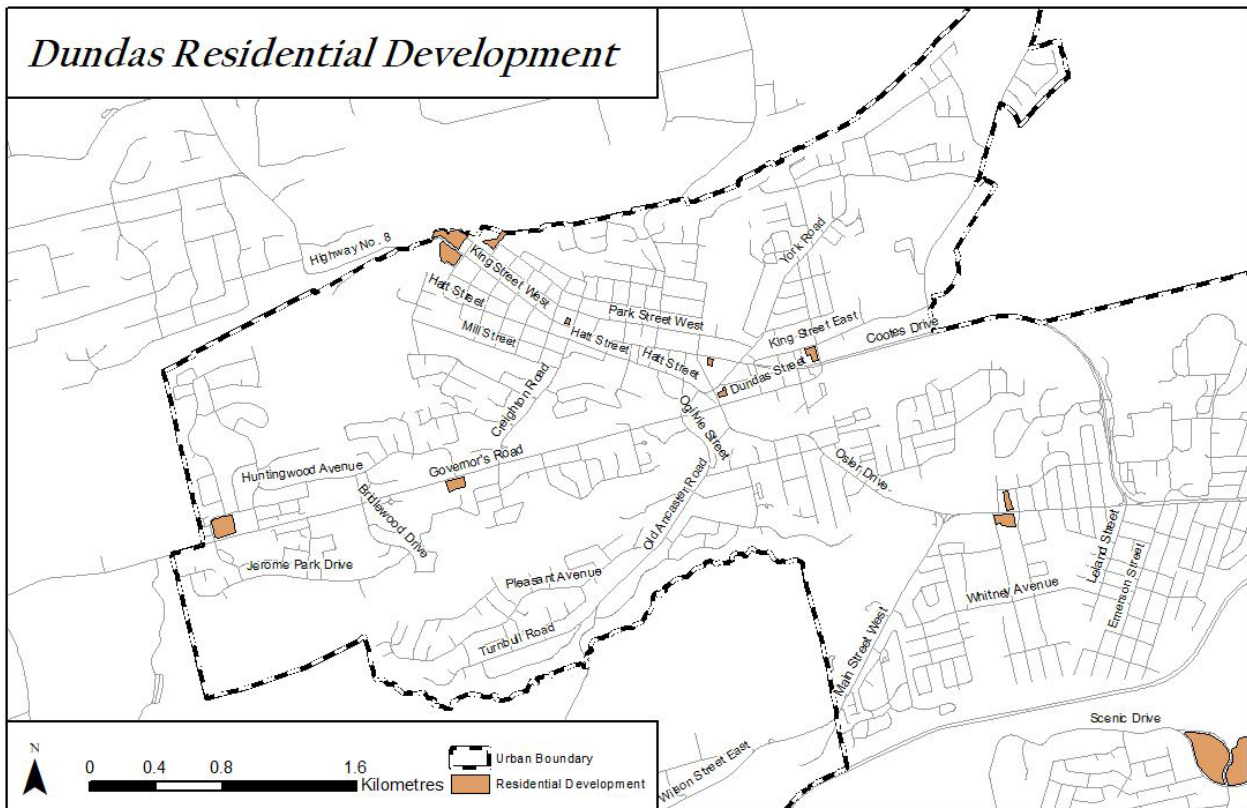 Dundas Residential Development
Highway No. 8
King Street West
Hatt Street
Mill Street
Hatt Street
Park Street West
Hatt Street
York Road
King Street East
Cootes Drive
Dundas Street
Creighton Road
Ogilvie Street
Governor's Road
Huntingwood Avenue
Bridlewood Drive
Old Ancaster Road
Osler Drive
Jerome Park Drive
Pleasant Avenue
Turnbull Road
Leland Street
Emerson Street
Whitney Avenue
Main Street West
Scenic Drive
Wilson Street East
N
0 0.4 0.8 1.6
Kilometres
Urban Boundary
Residential Development